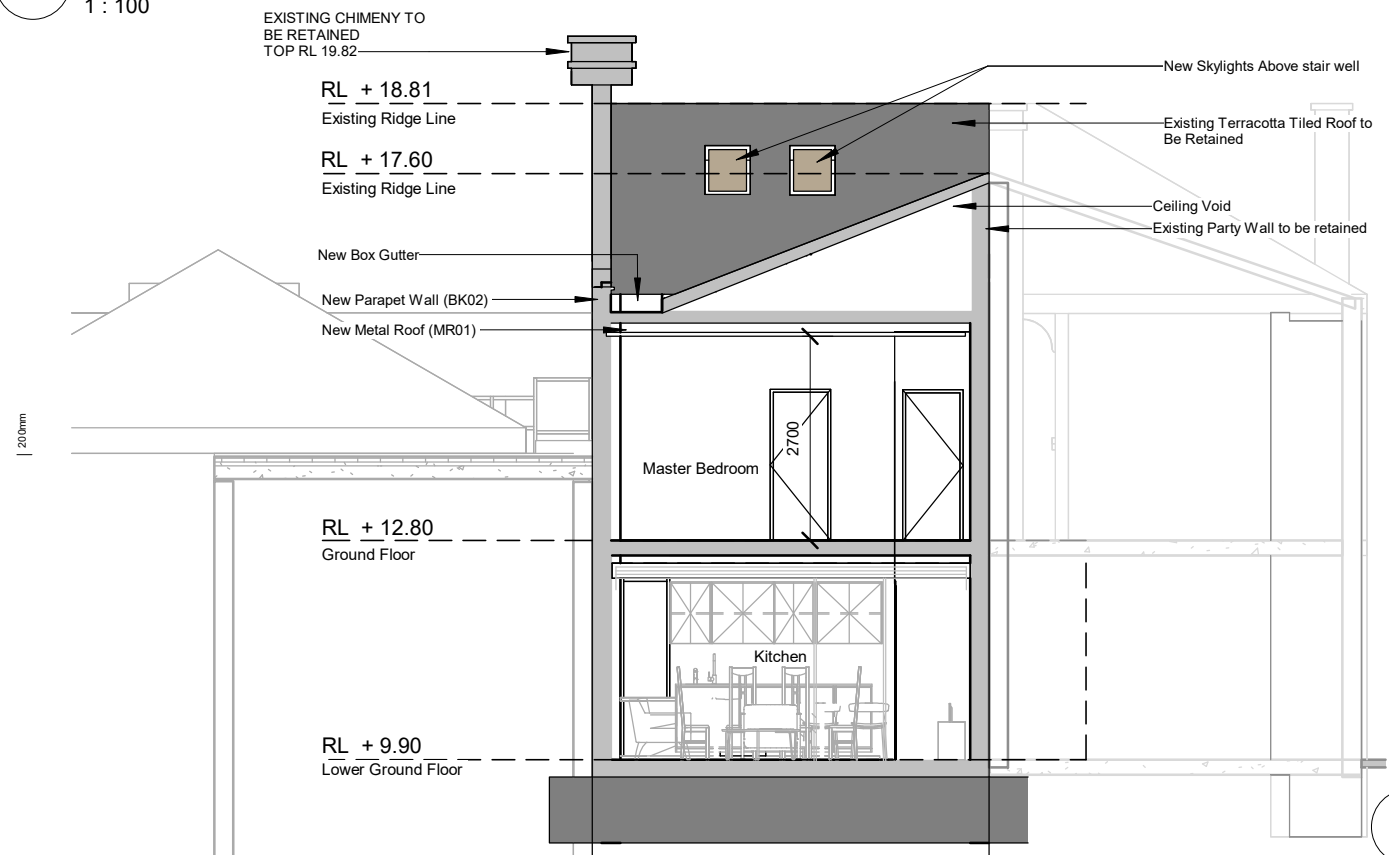 1 : 100
EXISTING CHIMENY TO
BE RETAINED
TOP RL 19.82
RL + 18.81
Existing Ridge Line
RL + 17.60
Existing Ridge Line
New Box Gutter
New Parapet Wall (BK02)
New Metal Roof (MR01)
New Skylights Above stair well
Existing Terracotta Tiled Roof to
Be Retained
Ceiling Void
Existing Party Wall to be retained
200mm
2700
Master Bedroom
RL + 12.80
Ground Floor
Kitchen
RL + 9.90
Lower Ground Floor